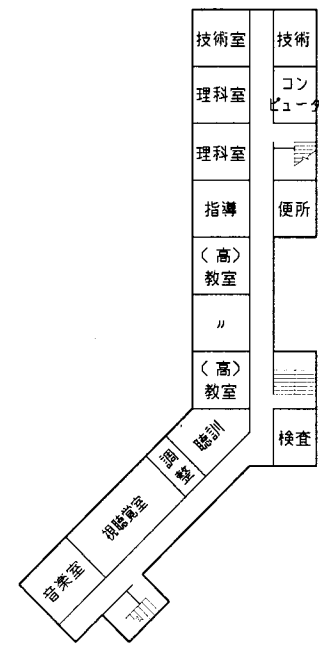 技術室
技術
理科室
コン
ピュータ
理科室
指導
便所
(高)
教室
〃
(高)
教室
検査
聴訓
調整
視聴覚室
音楽室